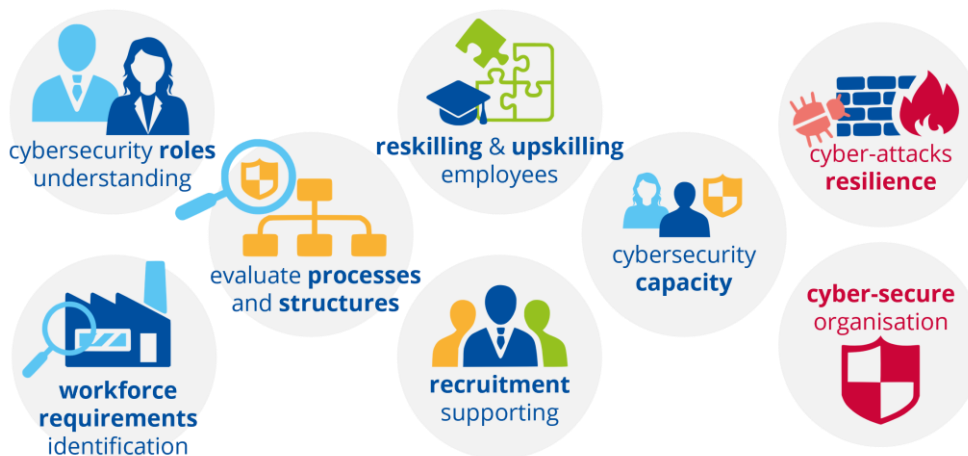 cybersecurity roles
understanding
evaluate processes
and structures
workforce
requirements
identification
reskilling & upskilling
employees
recruitment
supporting
cybersecurity
capacity
cyber-attacks
resilience
cyber-secure
organisation